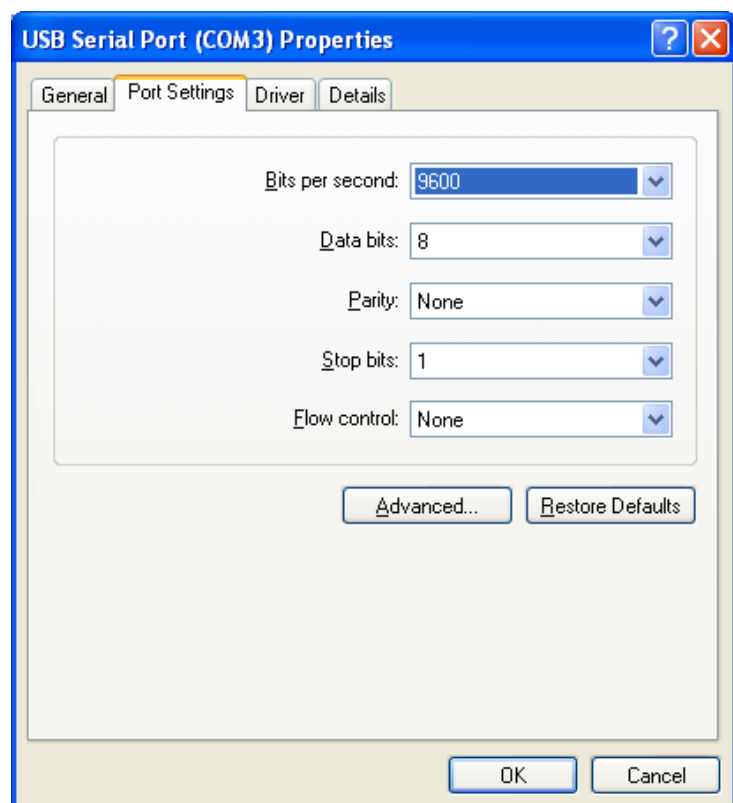 USB Serial Port (COM3) Properties
General Port Settings Driver Details
Bits per second: 9600
Data bits: 8
Parity: None
Stop bits: 1
Flow control: None
Advanced... Restore Defaults
OK Cancel